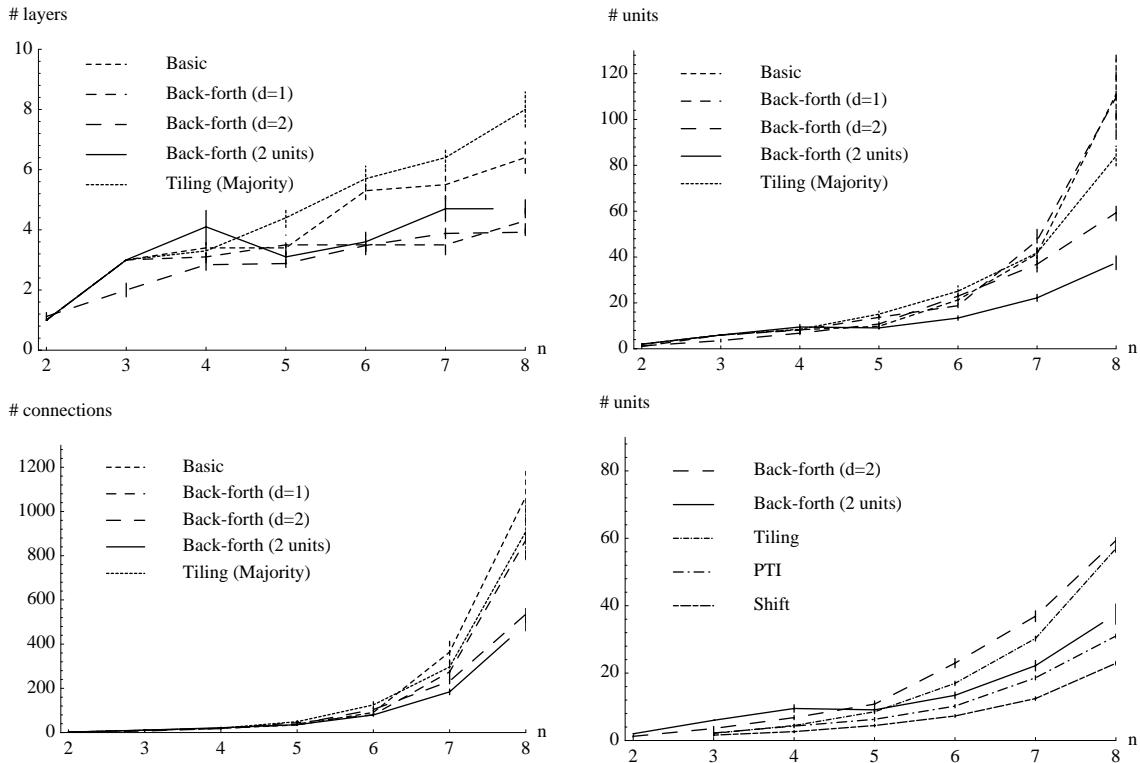 # layers
10
8
6
4
2
0
Basic
Back-forth (d=1)
Back-forth (d=2)
Back-forth (2 units)
Tiling (Majority)
2 3 4 5 6 7 8 n
# units
120
100
80
60
40
20
0
Basic
Back-forth (d=1)
Back-forth (d=2)
Back-forth (2 units)
Tiling (Majority)
2 3 4 5 6 7 8 n
# connections
1200
1000
800
600
400
200
0
Basic
Back-forth (d=1)
Back-forth (d=2)
Back-forth (2 units)
Tiling (Majority)
2 3 4 5 6 7 8 n
# units
80
60
40
20
0
Back-forth (d=2)
Back-forth (2 units)
Tiling
PTI
Shift
2 3 4 5 6 7 8 n